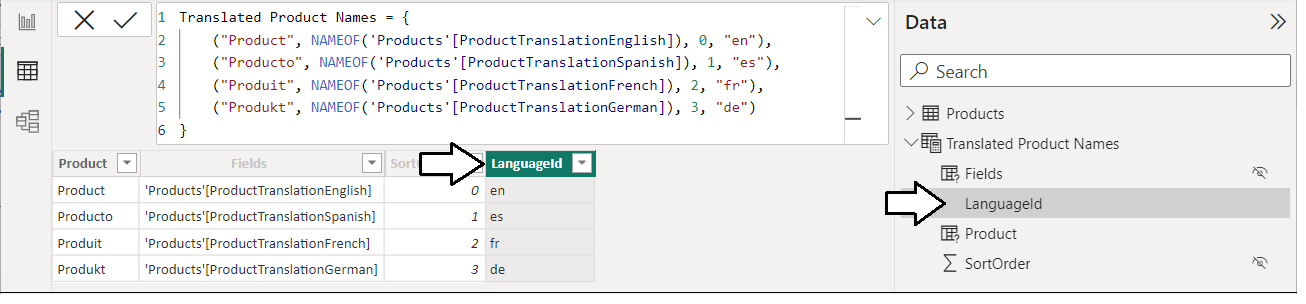 1 Translated Product Names = {
2 ("Product", NAMEOF('Products'[ProductTranslationEnglish]), 0, "en"),
3 ("Producto", NAMEOF('Products'[ProductTranslationSpanish]), 1, "es"),
4 ("Produit", NAMEOF('Products'[ProductTranslationFrench]), 2, "fr"),
5 ("Produkt", NAMEOF('Products'[ProductTranslationGerman]), 3, "de")
6 }
Product Fields LanguageId
Product 'Products'[ProductTranslationEnglish] 0 en
Producto 'Products'[ProductTranslationSpanish] 1 es
Produit 'Products'[ProductTranslationFrench] 2 fr
Produkt 'Products'[ProductTranslationGerman] 3 de
Data
Search
Products
Translated Product Names
Fields
LanguageId
Product
SortOrder